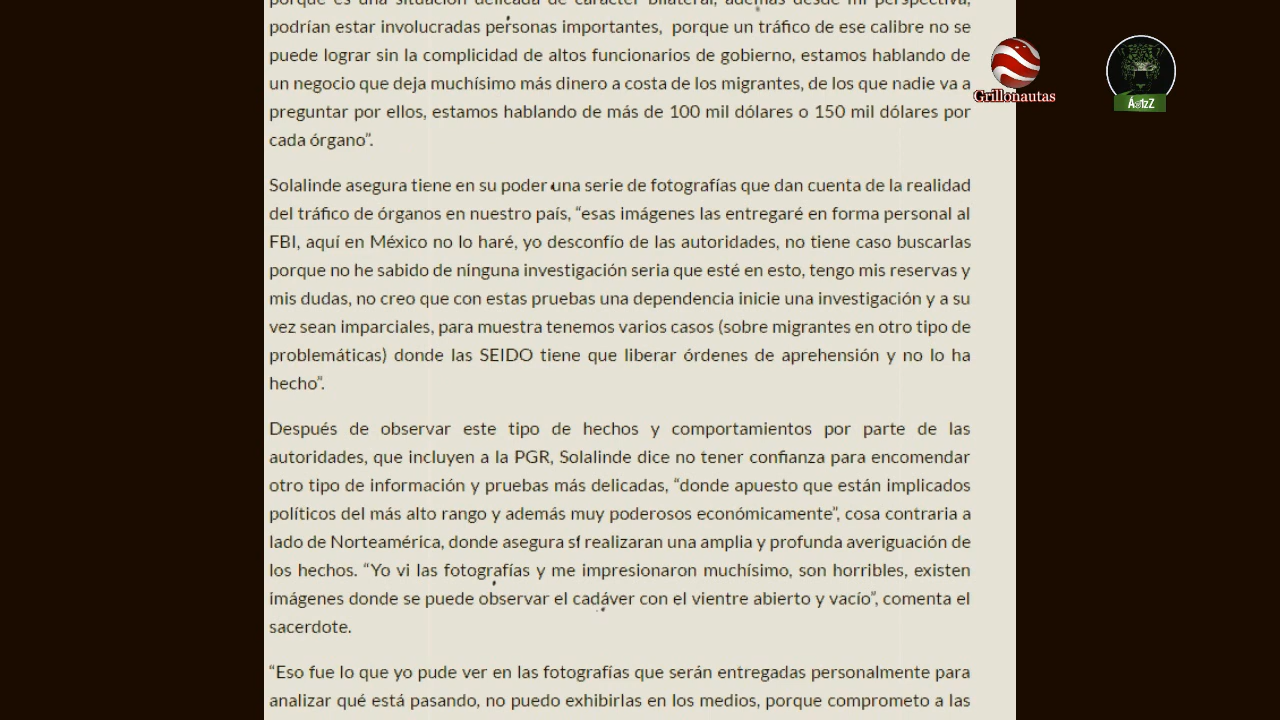 porque es una situación delicada de carácter bilateral, además desde mi perspectiva,
podrían estar involucradas personas importantes, porque un tráfico de ese calibre no se
puede lograr sin la complicidad de altos funcionarios de gobierno, estamos hablando de
un negocio que deja muchísimo más dinero a costa de los migrantes, de los que nadie va a
preguntar por ellos, estamos hablando de más de 100 mil dólares o 150 mil dólares por
cada órgano”.
Solalinde asegura tiene en su poder una serie de fotografías que dan cuenta de la realidad
del tráfico de órganos en nuestro país, “esas imágenes las entregaré en forma personal al
FBI, aquí en México no lo haré, yo desconfío de las autoridades, no tiene caso buscarlas
porque no he sabido de ninguna investigación seria que esté en esto, tengo mis reservas y
mis dudas, no creo que con estas pruebas una dependencia inicie una investigación y a su
vez sean imparciales, para muestra tenemos varios casos (sobre migrantes en otro tipo de
problemáticas) donde las SEIDO tiene que liberar órdenes de aprehensión y no lo ha
hecho”.
Después de observar este tipo de hechos y comportamientos por parte de las
autoridades, que incluyen a la PGR, Solalinde dice no tener confianza para encomendar
otro tipo de información y pruebas más delicadas, “donde apuesto que están implicados
políticos del más alto rango y además muy poderosos económicamente”, cosa contraria a
lado de Norteamérica, donde asegura sí realizaran una amplia y profunda averiguación de
los hechos. “Yo vi las fotografías y me impresionaron muchísimo, son horribles, existen
imágenes donde se puede observar el cadáver con el vientre abierto y vacío”, comenta el
sacerdote.
“Eso fue lo que yo pude ver en las fotografías que serán entregadas personalmente para
analizar qué está pasando, no puedo exhibirlas en los medios, porque comprometo a las
Grillonautas